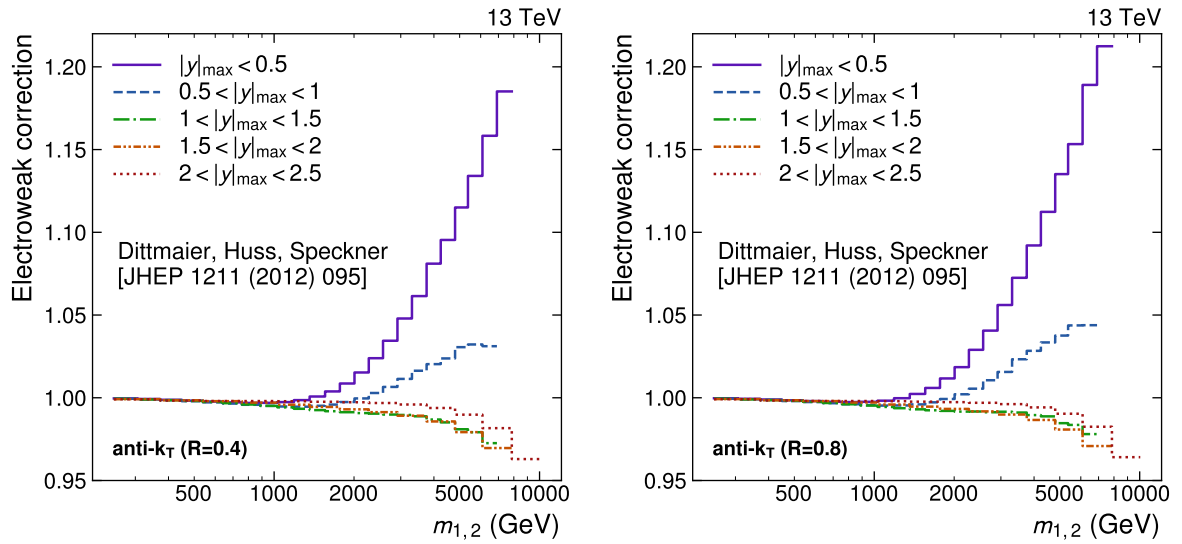 13 TeV
Electroweak correction
1.20
1.15
1.10
1.05
1.00
0.95
|y|max < 0.5
0.5 < |y|max < 1
1 < |y|max < 1.5
1.5 < |y|max < 2
2 < |y|max < 2.5
Dittmaier, Huss, Speckner
[JHEP 1211 (2012) 095]
anti-kT (R=0.4)
500 1000 2000 5000 10000
m1, 2 (GeV)
13 TeV
Electroweak correction
1.20
1.15
1.10
1.05
1.00
0.95
|y|max < 0.5
0.5 < |y|max < 1
1 < |y|max < 1.5
1.5 < |y|max < 2
2 < |y|max < 2.5
Dittmaier, Huss, Speckner
[JHEP 1211 (2012) 095]
anti-kT (R=0.8)
500 1000 2000 5000 10000
m1, 2 (GeV)